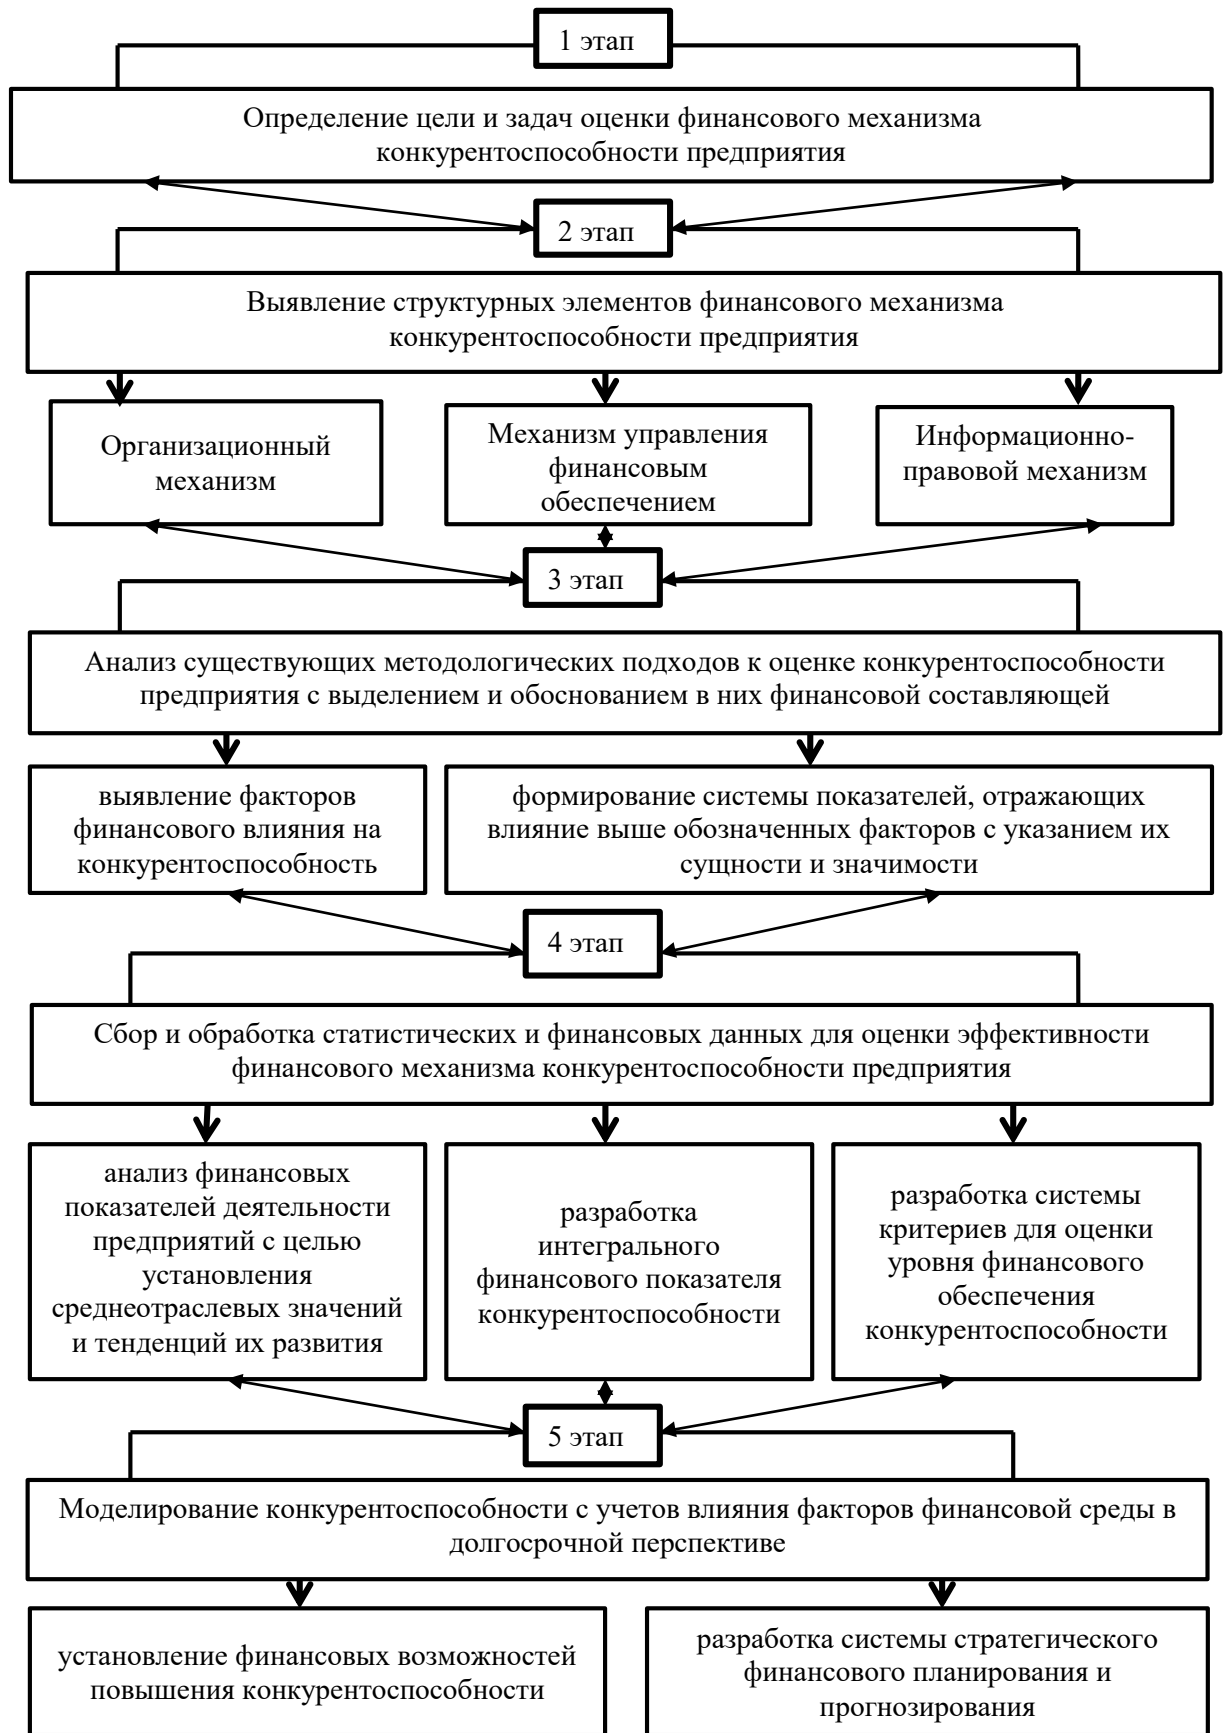 1 этап
Определение цели и задач оценки финансового механизма
конкурентоспособности предприятия
2 этап
Выявление структурных элементов финансового механизма
конкурентоспособности предприятия
Организационный
механизм
Механизм управления
финансовым
обеспечением
Информационно-
правовой механизм
3 этап
Анализ существующих методологических подходов к оценке конкурентоспособности
предприятия с выделением и обоснованием в них финансовой составляющей
выявление факторов
финансового влияния на
конкурентоспособность
формирование системы показателей, отражающих
влияние выше обозначенных факторов с указанием их
сущности и значимости
4 этап
Сбор и обработка статистических и финансовых данных для оценки эффективности
финансового механизма конкурентоспособности предприятия
анализ финансовых
показателей деятельности
предприятий с целью
установления
среднеотраслевых значений
и тенденций их развития
разработка
интегрального
финансового показателя
конкурентоспособности
разработка системы
критериев для оценки
уровня финансового
обеспечения
конкурентоспособности
5 этап
Моделирование конкурентоспособности с учетов влияния факторов финансовой среды в
долгосрочной перспективе
установление финансовых возможностей
повышения конкурентоспособности
разработка системы стратегического
финансового планирования и
прогнозирования